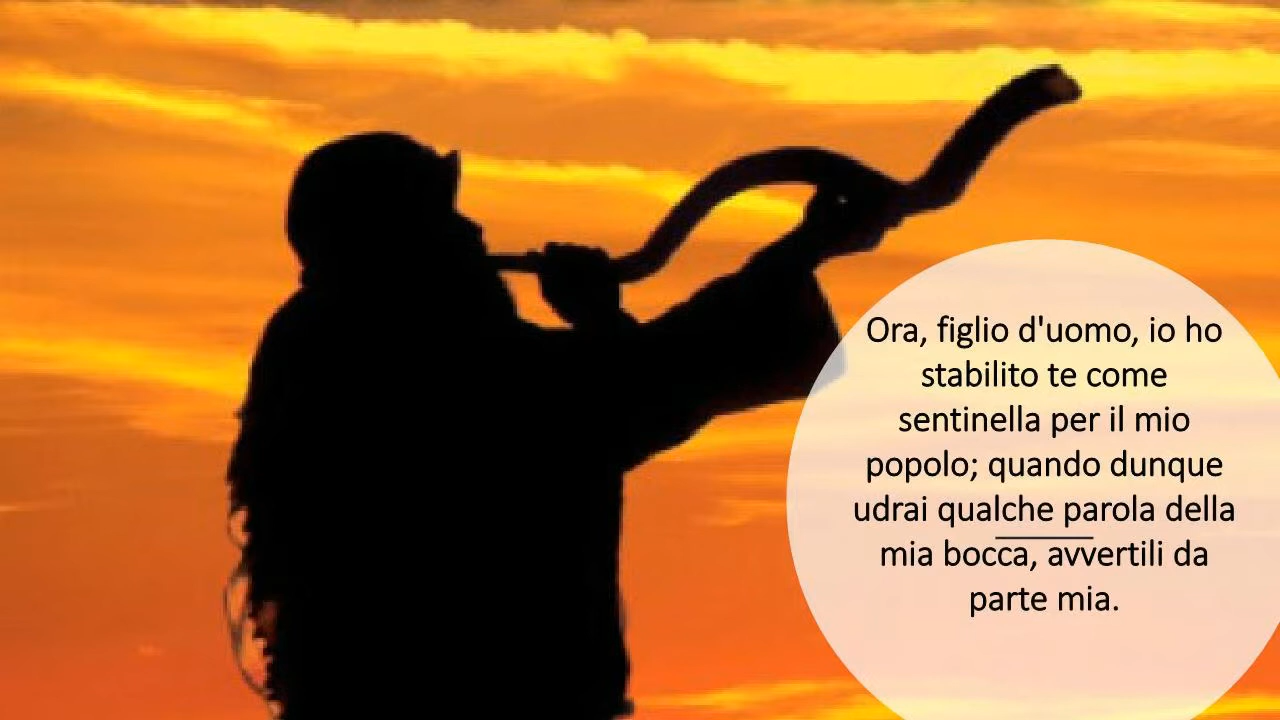 Ora, figlio d'uomo, io ho
stabilito te come
sentinella per il mio
popolo; quando dunque
udrai qualche parola della
mia bocca, avvertili da
parte mia.